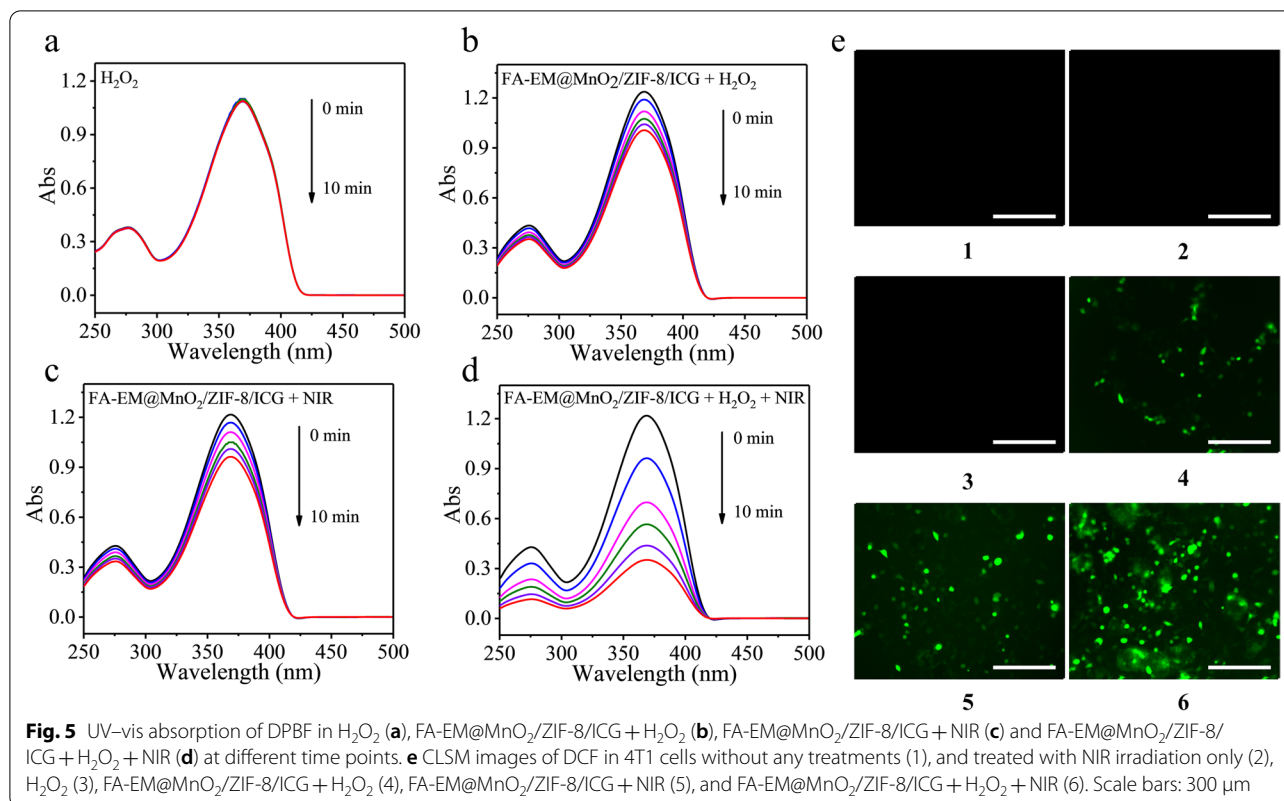 a
H₂O₂
0 min
10 min
1.2
0.9
0.6
0.3
0.0
Abs
250 300 350 400 450 500
Wavelength (nm)
b
FA-EM@MnO₂/ZIF-8/ICG + H₂O₂
0 min
10 min
1.2
0.9
0.6
0.3
0.0
Abs
250 300 350 400 450 500
Wavelength (nm)
c
FA-EM@MnO₂/ZIF-8/ICG + NIR
0 min
10 min
1.2
0.9
0.6
0.3
0.0
Abs
250 300 350 400 450 500
Wavelength (nm)
d
FA-EM@MnO₂/ZIF-8/ICG + H₂O₂ + NIR
0 min
10 min
1.2
0.9
0.6
0.3
0.0
Abs
250 300 350 400 450 500
Wavelength (nm)
e
1 2
3 4
5 6
Fig. 5 UV–vis absorption of DPBF in H₂O₂ (a), FA-EM@MnO₂/ZIF-8/ICG + H₂O₂ (b), FA-EM@MnO₂/ZIF-8/ICG + NIR (c) and FA-EM@MnO₂/ZIF-8/
ICG + H₂O₂ + NIR (d) at different time points. e CLSM images of DCF in 4T1 cells without any treatments (1), and treated with NIR irradiation only (2),
H₂O₂ (3), FA-EM@MnO₂/ZIF-8/ICG + H₂O₂ (4), FA-EM@MnO₂/ZIF-8/ICG + NIR (5), and FA-EM@MnO₂/ZIF-8/ICG + H₂O₂ + NIR (6). Scale bars: 300 μm